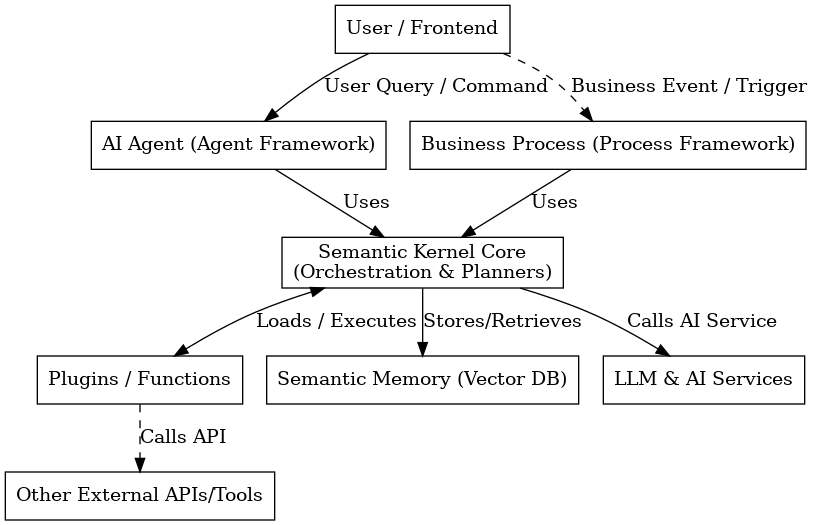 User / Frontend
User Query / Command
Business Event / Trigger
AI Agent (Agent Framework)
Business Process (Process Framework)
Uses
Uses
Semantic Kernel Core
(Orchestration & Planners)
Loads / Executes
Stores/Retrieves
Calls AI Service
Plugins / Functions
Semantic Memory (Vector DB)
LLM & AI Services
Calls API
Other External APIs/Tools